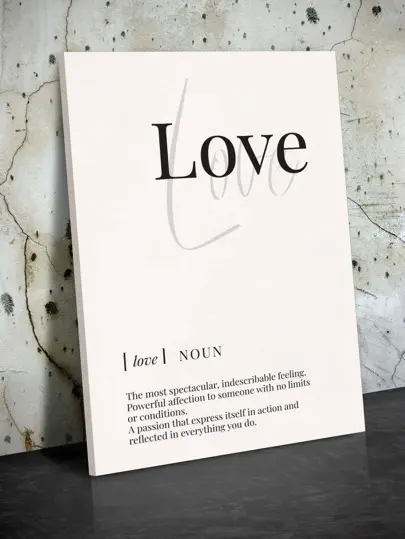 Love
Love
| love | NOUN
The most spectacular, indescribable feeling.
Powerful affection to someone with no limits
or conditions.
A passion that express itself in action and
reflected in everything you do.